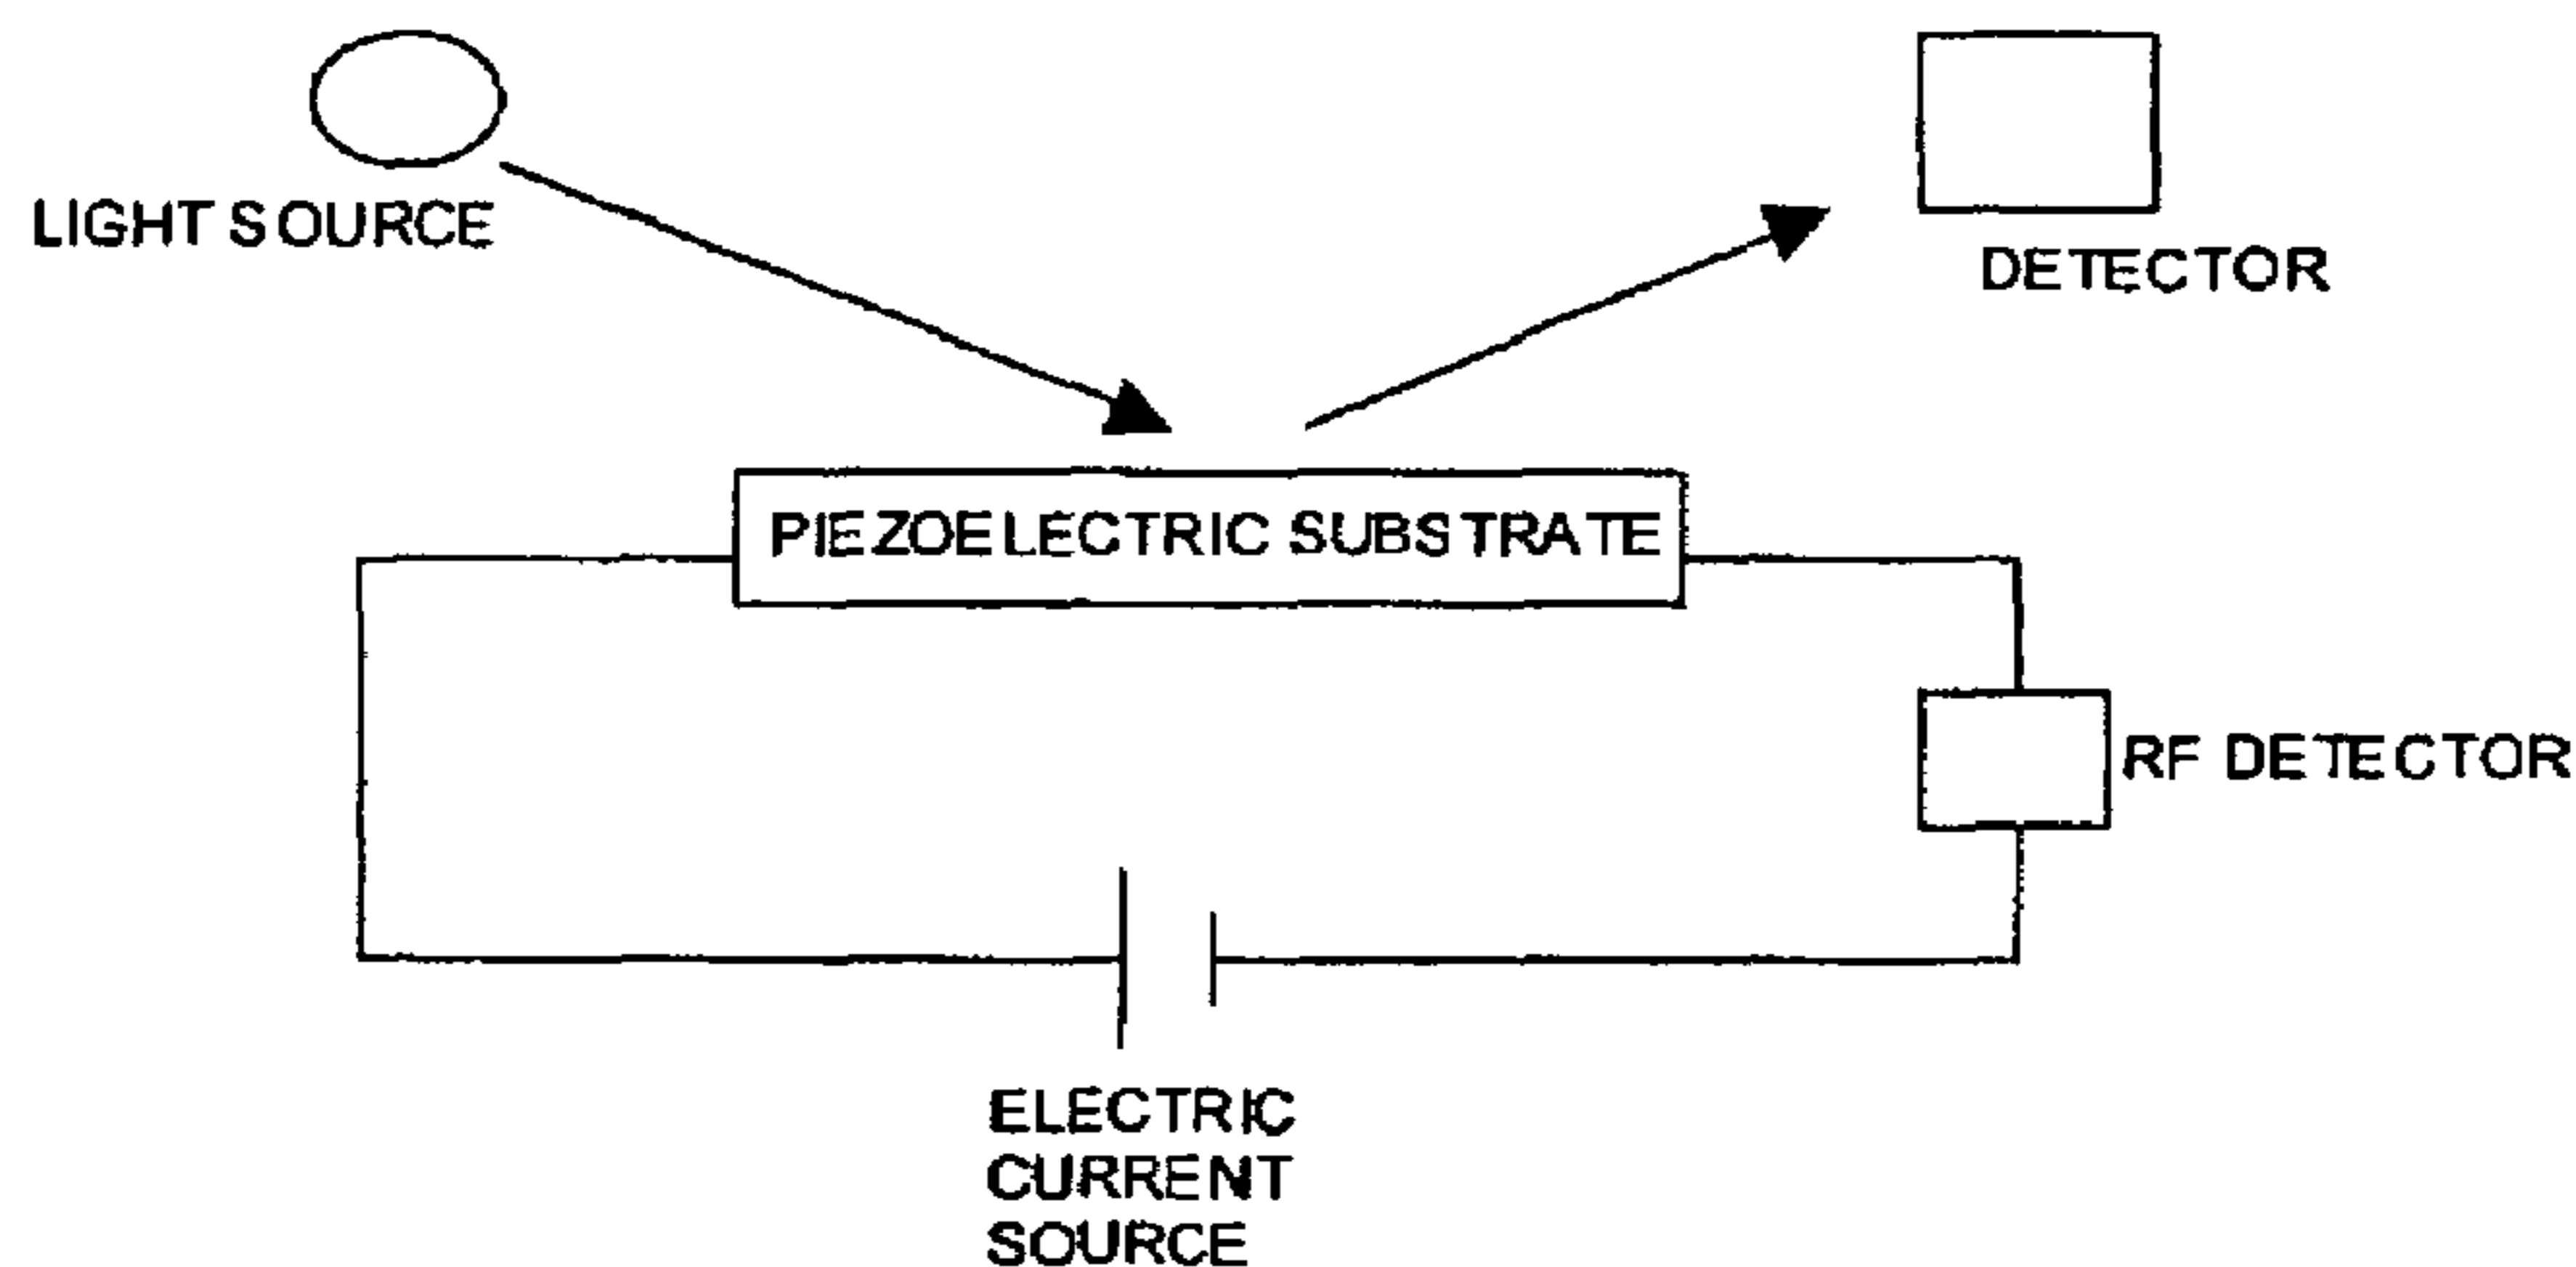 LIGHT SOURCE
DETECTOR
PIEZOELECTRIC SUBSTRATE
RF DETECTOR
ELECTRIC
CURRENT
SOURCE